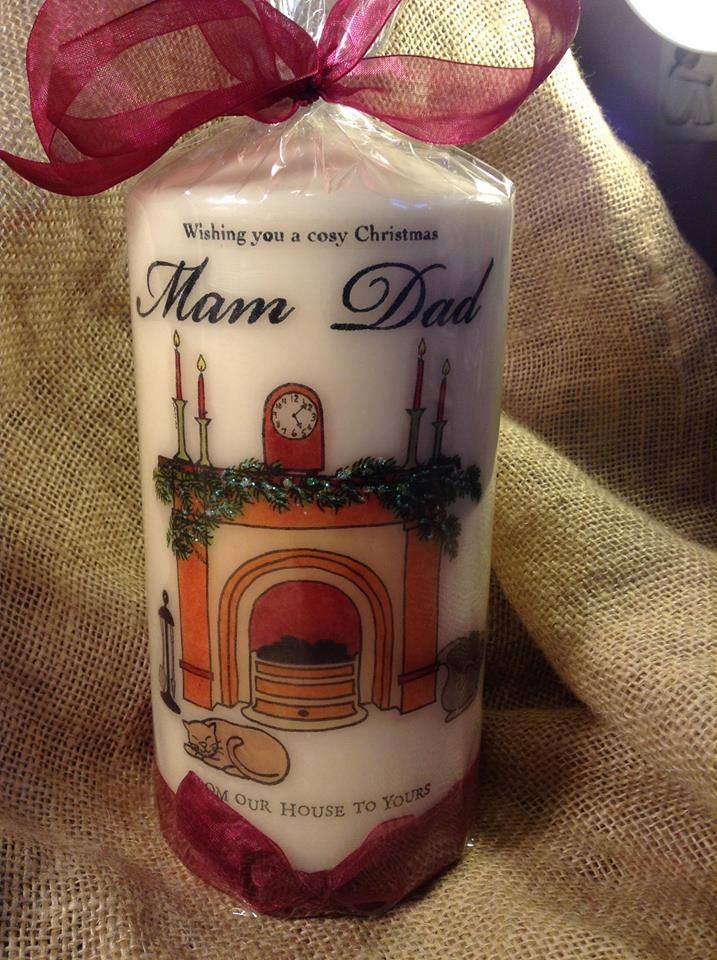 Wishing you a cosy Christmas
Mam Dad
OUR HOUSE TO YOURS